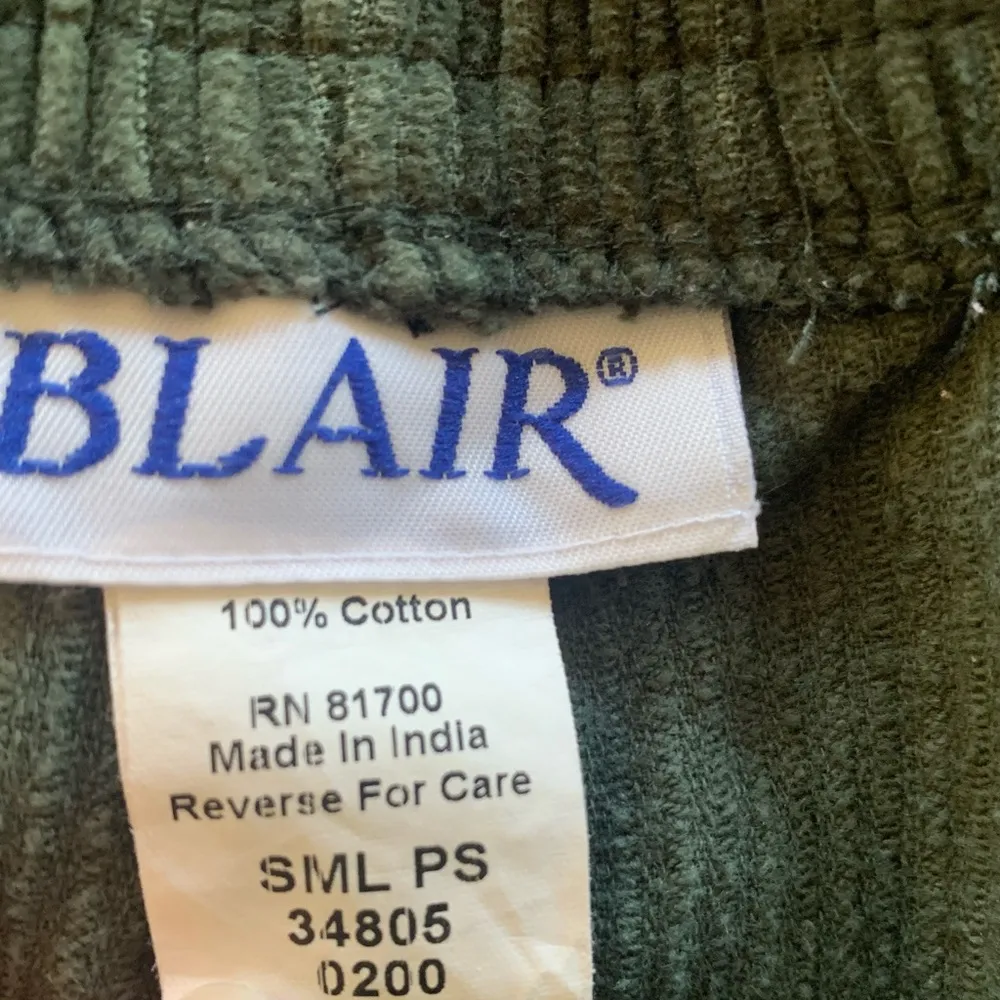 BLAIR®
100% Cotton
RN 81700
Made In India
Reverse For Care
SML PS
34805
0200